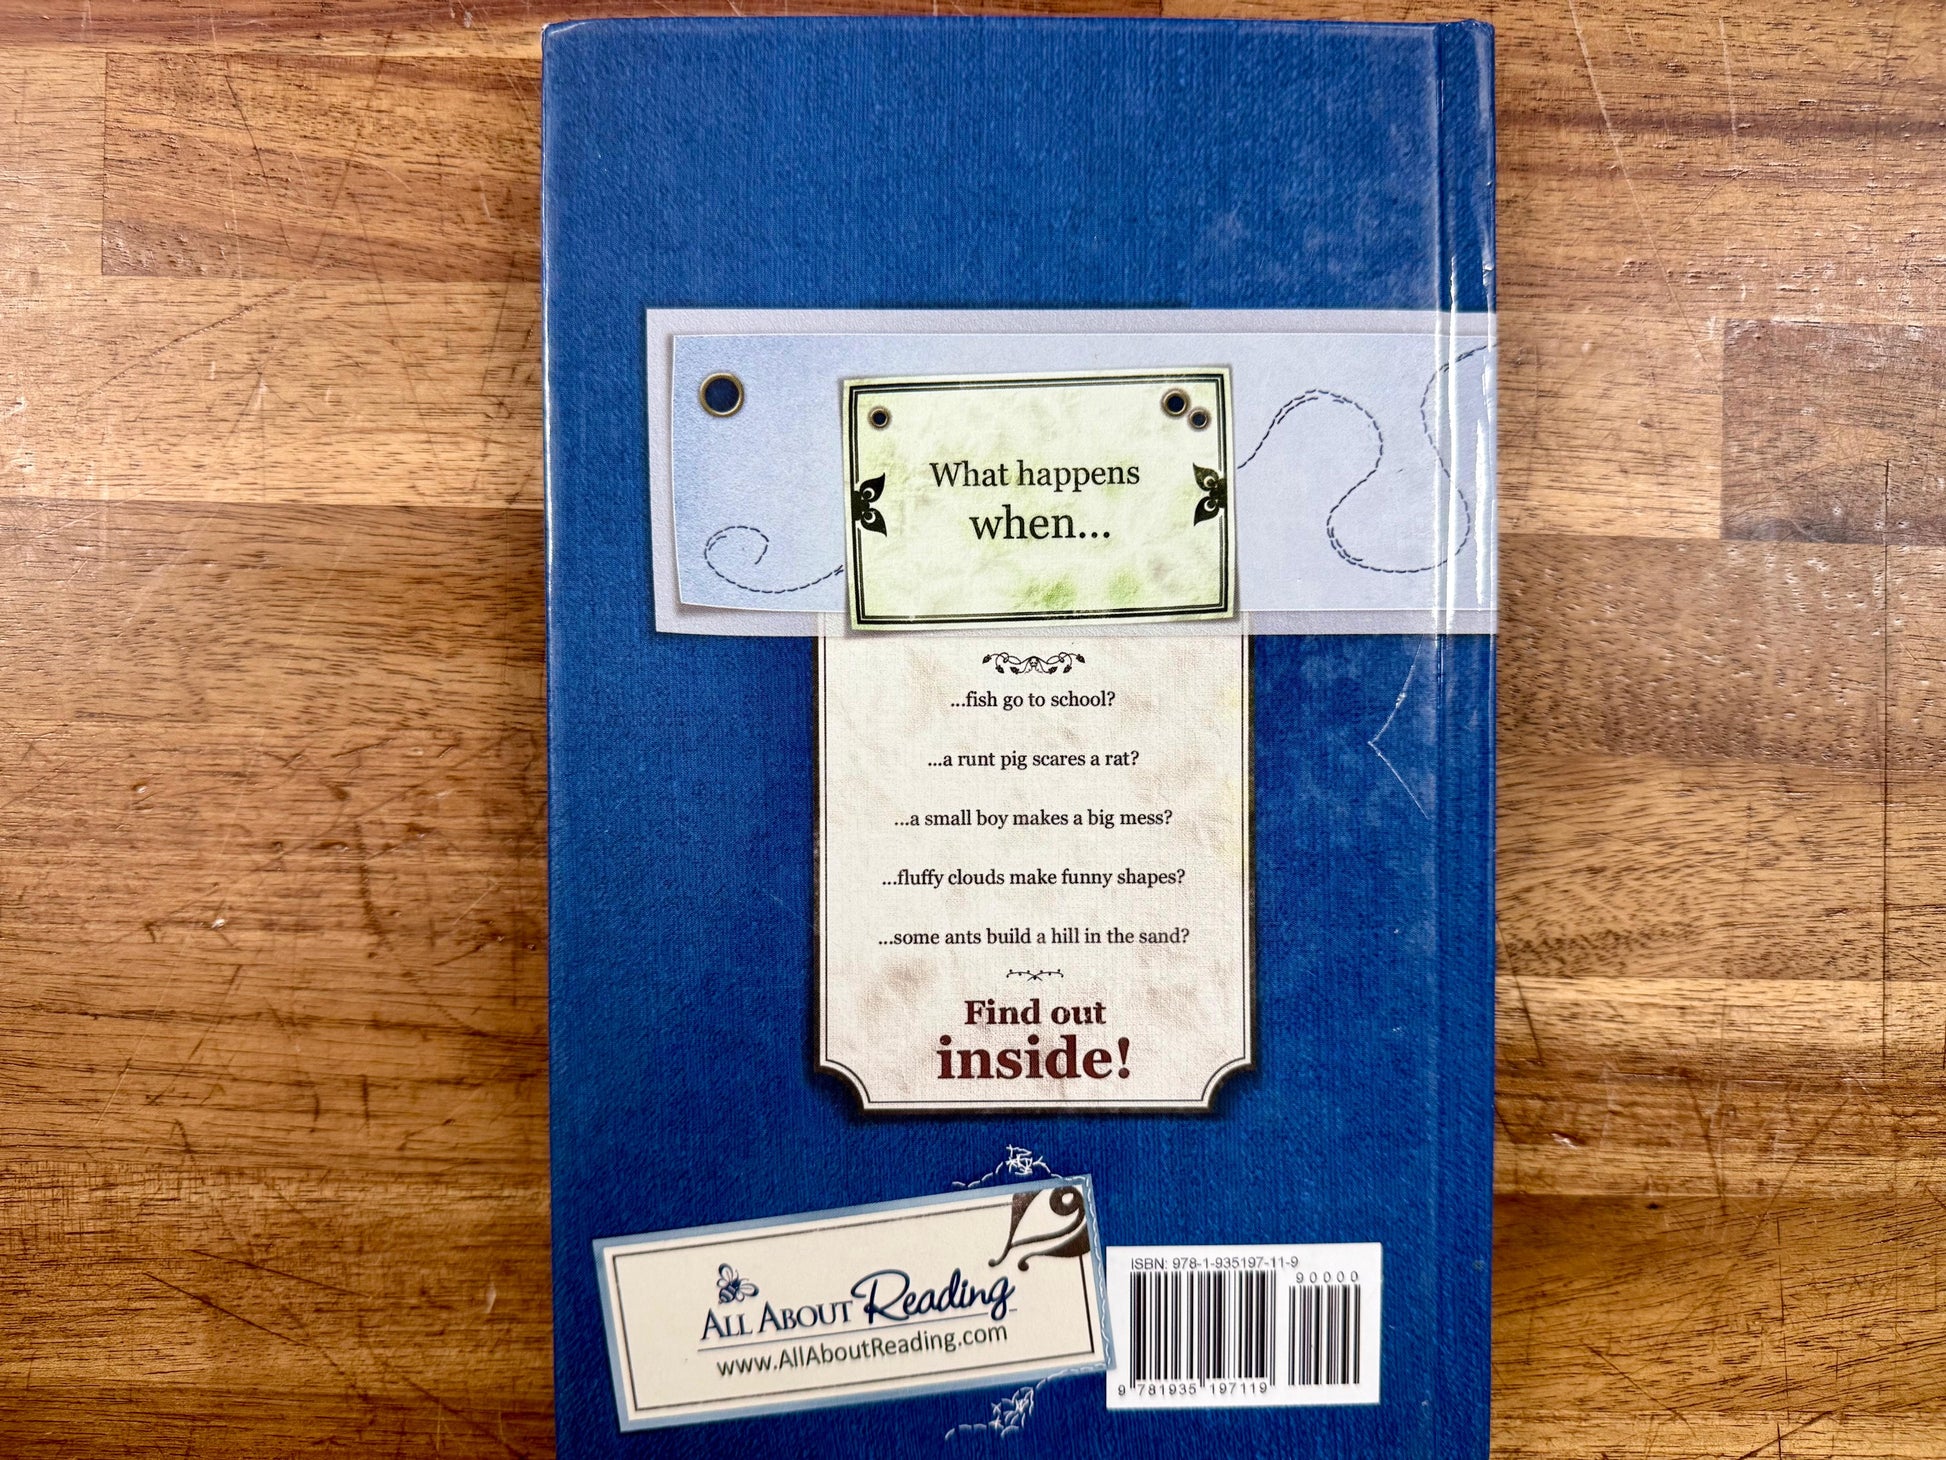 What happens
when...
...fish go to school?
...a runt pig scares a rat?
...a small boy makes a big mess?
...fluffy clouds make funny shapes?
...some ants build a hill in the sand?
Find out
inside!
ALL ABOUT Reading™
www.AllAboutReading.com
ISBN: 978-1-935197-11-9
90000
9 781935 197119